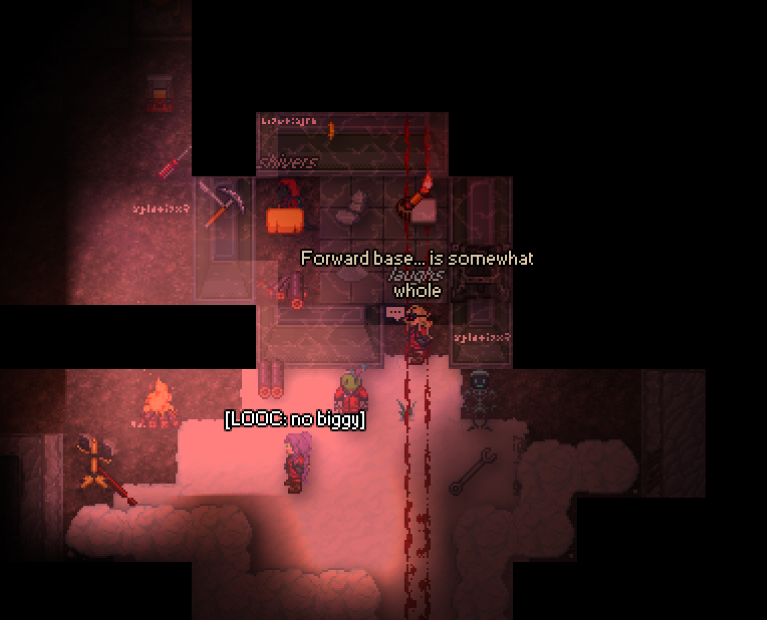 shivers
Forward base... is somewhat
laughs
whole
[LOOC: no biggy]